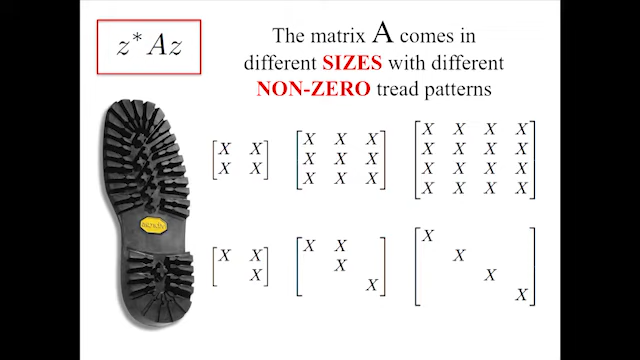 z* Az
The matrix A comes in
different SIZES with different
NON-ZERO tread patterns
X X
X X
X X X
X X X
X X X
X X X X
X X X X
X X X X
X X X X
X X
X
X X
X
X
X
X
X
X